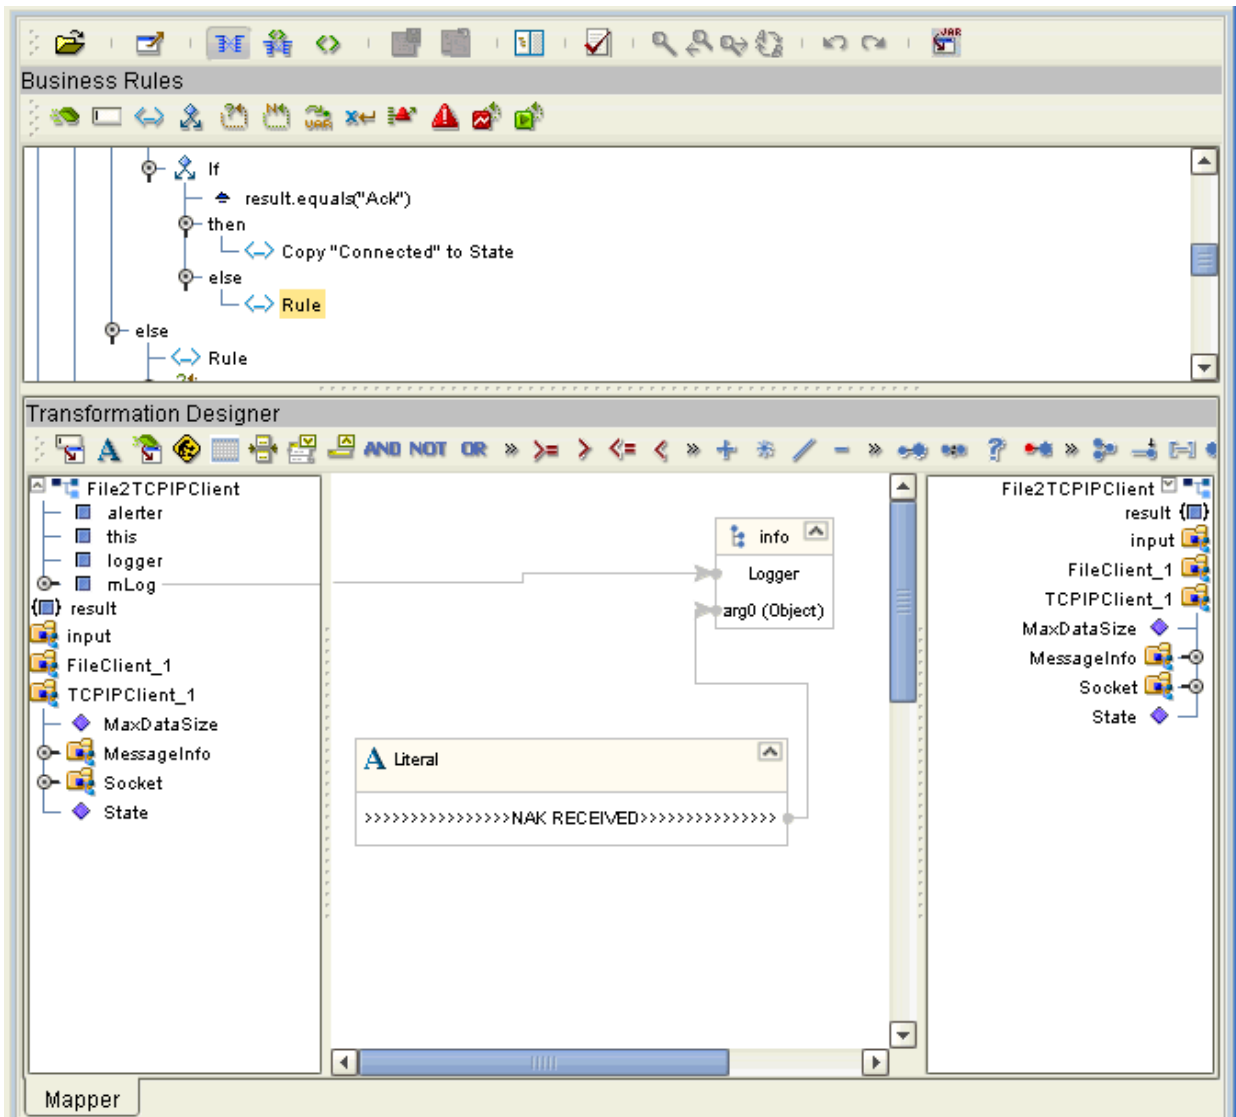 JAR
Business Rules
VAR
If
result.equals("Ack")
then
Copy "Connected" to State
else
Rule
else
Rule
Transformation Designer
AND NOT OR » >= > <= < » + / - » ? »
File2TCPIPClient
alerter
this
logger
mLog
{ } result
input
FileClient_1
TCPIPClient_1
MaxDataSize
MessageInfo
Socket
State
info
Logger
arg0 (Object)
A Literal
>>>>>>>>>>>>>>>>NAK RECEIVED>>>>>>>>>>>>>>>
File2TCPIPClient
result { }
input
FileClient_1
TCPIPClient_1
MaxDataSize
MessageInfo
Socket
State
Mapper